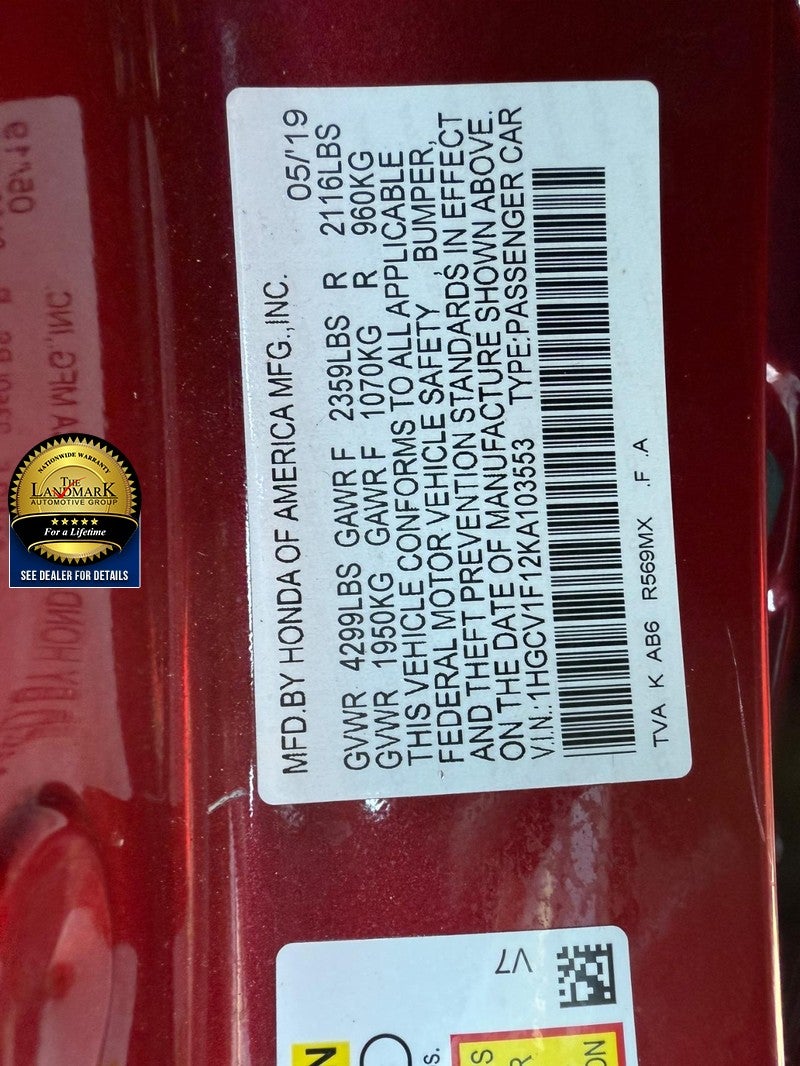 MFD.BY HONDA OF AMERICA MFG.,INC. 05/'19
GVWR 4299LBS GAWR F 2359LBS R 2116LBS
GVWR 1950KG GAWR F 1070KG R 960KG
THIS VEHICLE CONFORMS TO ALL APPLICABLE
FEDERAL MOTOR VEHICLE SAFETY , BUMPER,
AND THEFT PREVENTION STANDARDS IN EFFECT
ON THE DATE OF MANUFACTURE SHOWN ABOVE.
V.I.N.:1HGCV1F12KA103553 TYPE:PASSENGER CAR
TVA K AB6 R569MX .F .A
NATIONWIDE WARRANTY
THE
LANDMARK
AUTOMOTIVE GROUP
For a Lifetime
SEE DEALER FOR DETAILS
V7